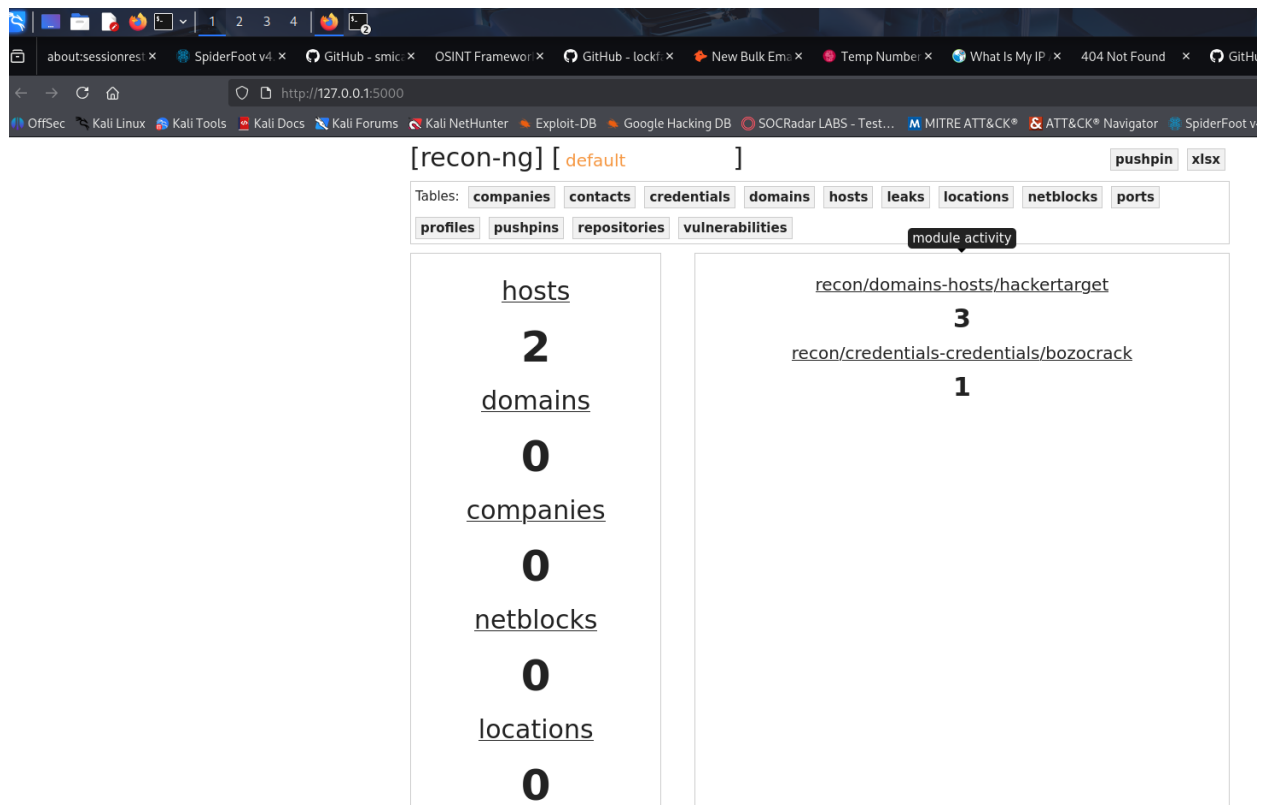 1 2 3 4 2
about:sessionrest SpiderFoot v4. GitHub - smica OSINT Framewor GitHub - lockfa New Bulk Ema Temp Number What Is My IP 404 Not Found GitHu
http://127.0.0.1:5000
OffSec Kali Linux Kali Tools Kali Docs Kali Forums Kali NetHunter Exploit-DB Google Hacking DB SOCRadar LABS - Test... MITRE ATT&CK® ATT&CK® Navigator SpiderFoot v4
[recon-ng] [ default ] pushpin xlsx
Tables: companies contacts credentials domains hosts leaks locations netblocks ports
profiles pushpins repositories vulnerabilities
module activity
hosts
2
domains
0
companies
0
netblocks
0
locations
0
recon/domains-hosts/hackertarget
3
recon/credentials-credentials/bozocrack
1